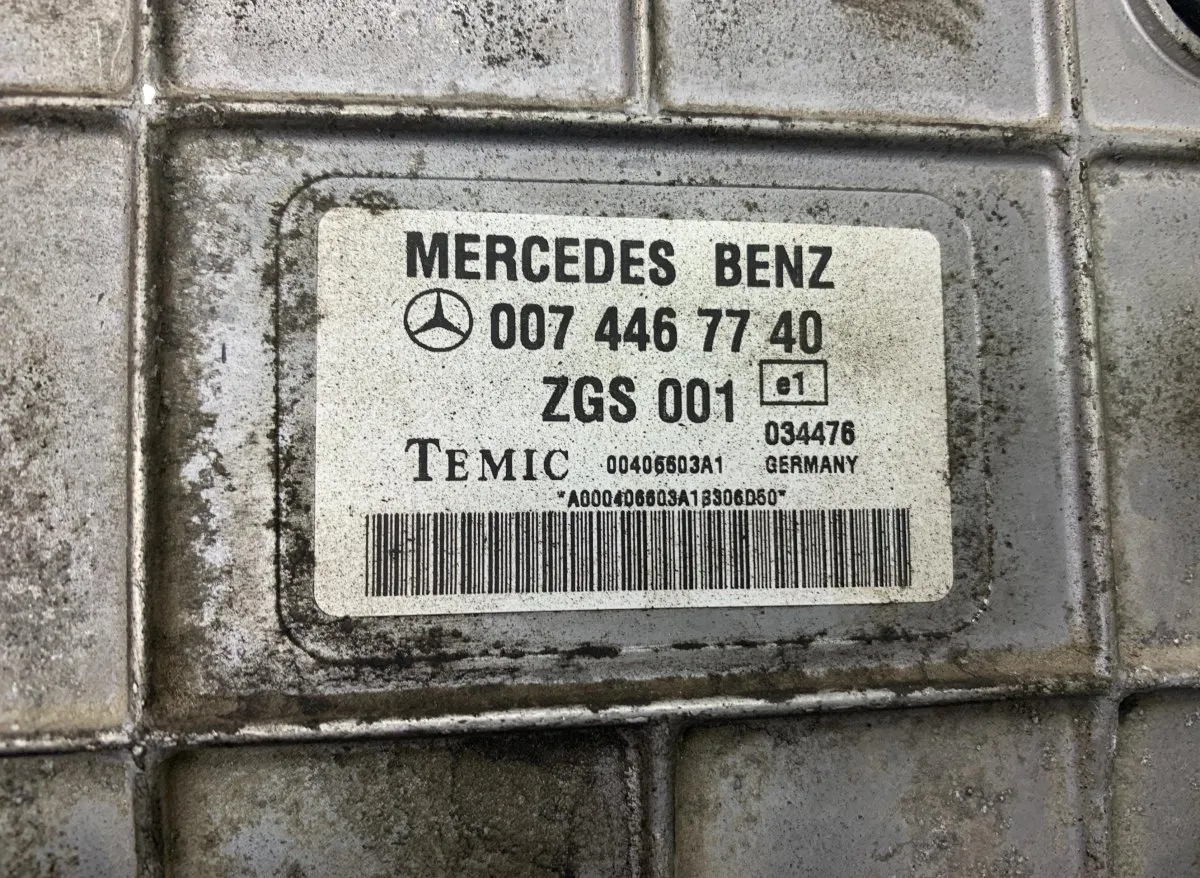 MERCEDES BENZ
007 446 77 40
ZGS 001 e1
034476
TEMIC 00406603A1 GERMANY
"A000406603A18306D50"